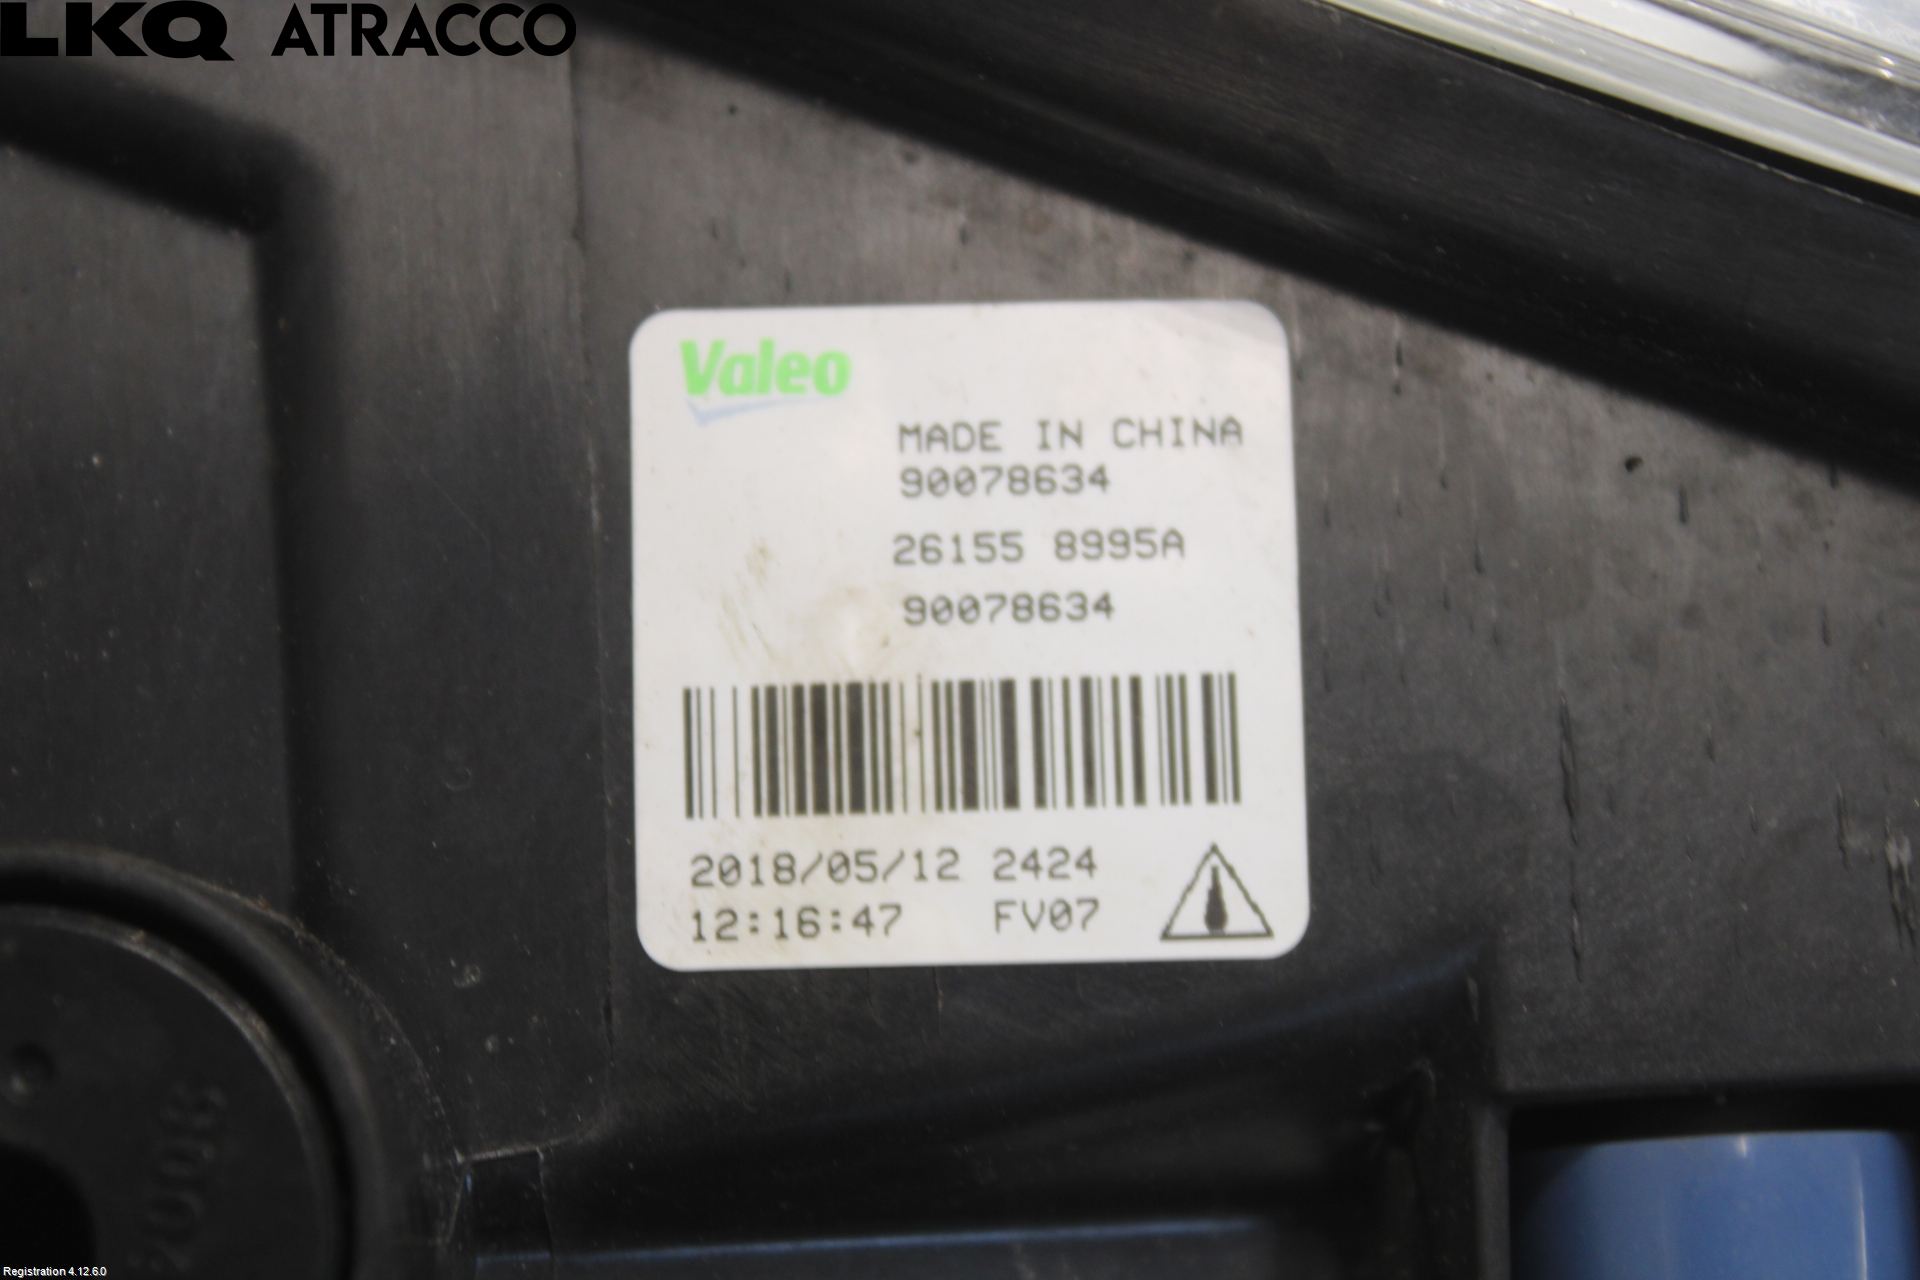 LKQ ATRACCO
Valeo
MADE IN CHINA
90078634
26155 8995A
90078634
2018/05/12 2424
12:16:47 FV07
Registration 4.12.6.0